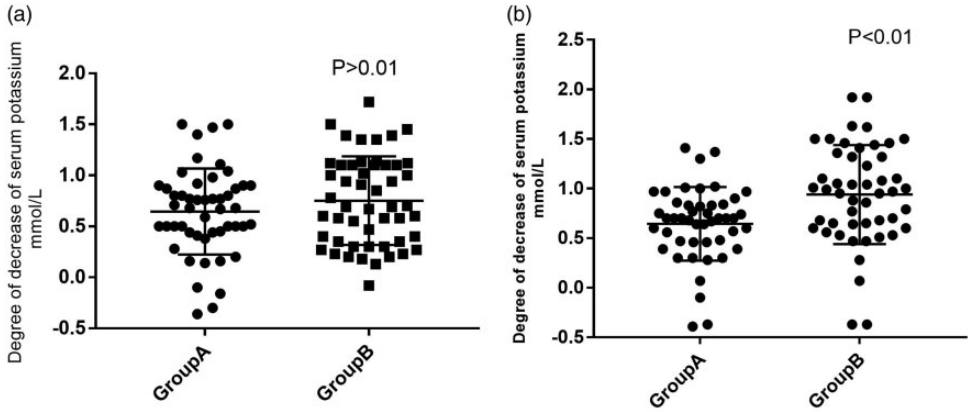 (a)
Degree of decrease of serum potassium
mmol/L
P>0.01
2.0
1.5
1.0
0.5
0.0
-0.5
GroupA
GroupB
(b)
Degree of decrease of serum potassium
mmol/L
P<0.01
2.5
2.0
1.5
1.0
0.5
0.0
-0.5
GroupA
GroupB